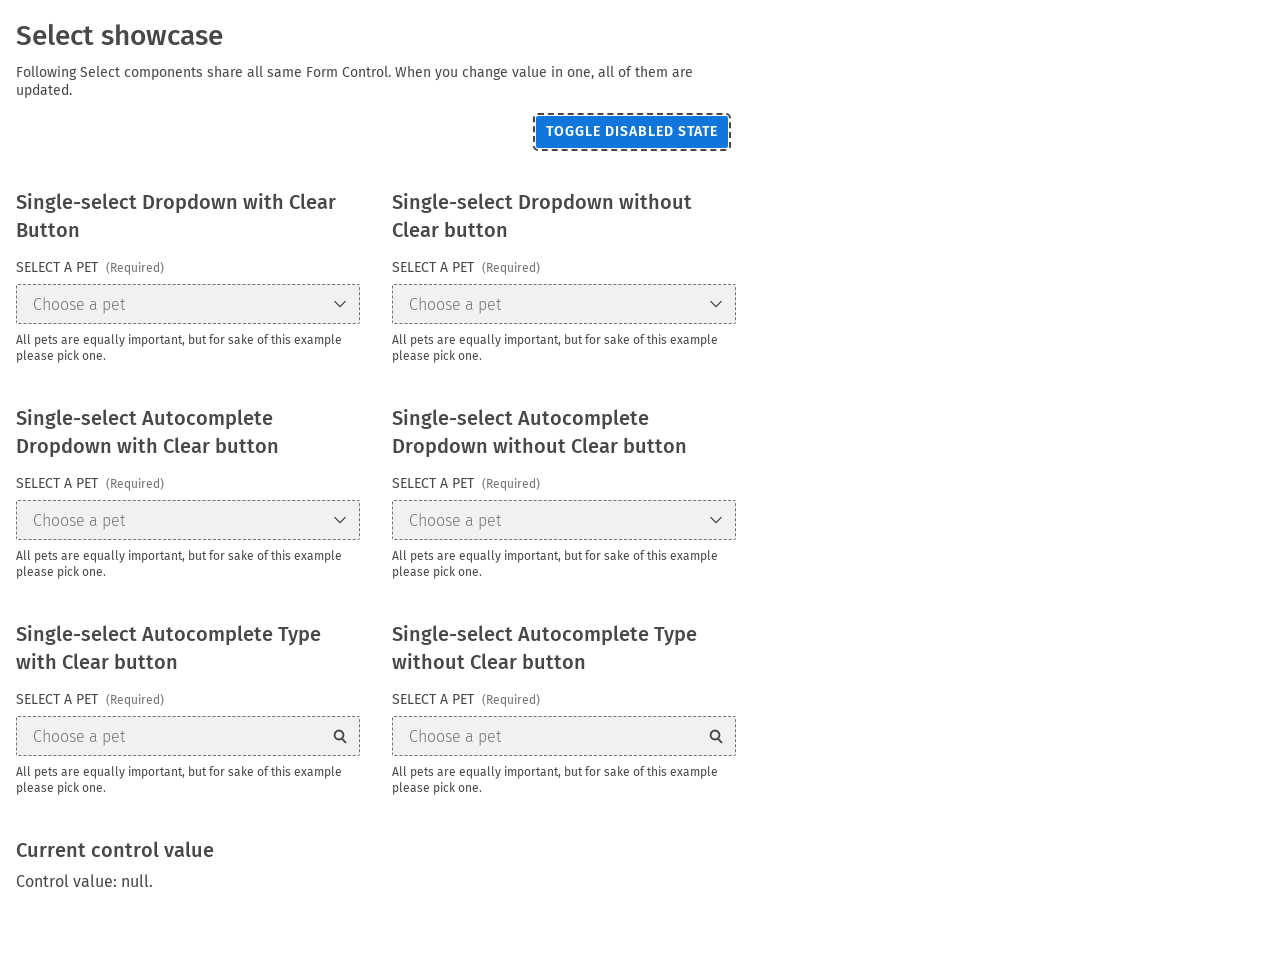 Select showcase
Following Select components share all same Form Control. When you change value in one, all of them are
updated.
TOGGLE DISABLED STATE
Single-select Dropdown with Clear
Button
SELECT A PET (Required)
Choose a pet
All pets are equally important, but for sake of this example
please pick one.
Single-select Dropdown without
Clear button
SELECT A PET (Required)
Choose a pet
All pets are equally important, but for sake of this example
please pick one.
Single-select Autocomplete
Dropdown with Clear button
SELECT A PET (Required)
Choose a pet
All pets are equally important, but for sake of this example
please pick one.
Single-select Autocomplete
Dropdown without Clear button
SELECT A PET (Required)
Choose a pet
All pets are equally important, but for sake of this example
please pick one.
Single-select Autocomplete Type
with Clear button
SELECT A PET (Required)
Choose a pet
All pets are equally important, but for sake of this example
please pick one.
Single-select Autocomplete Type
without Clear button
SELECT A PET (Required)
Choose a pet
All pets are equally important, but for sake of this example
please pick one.
Current control value
Control value: null.